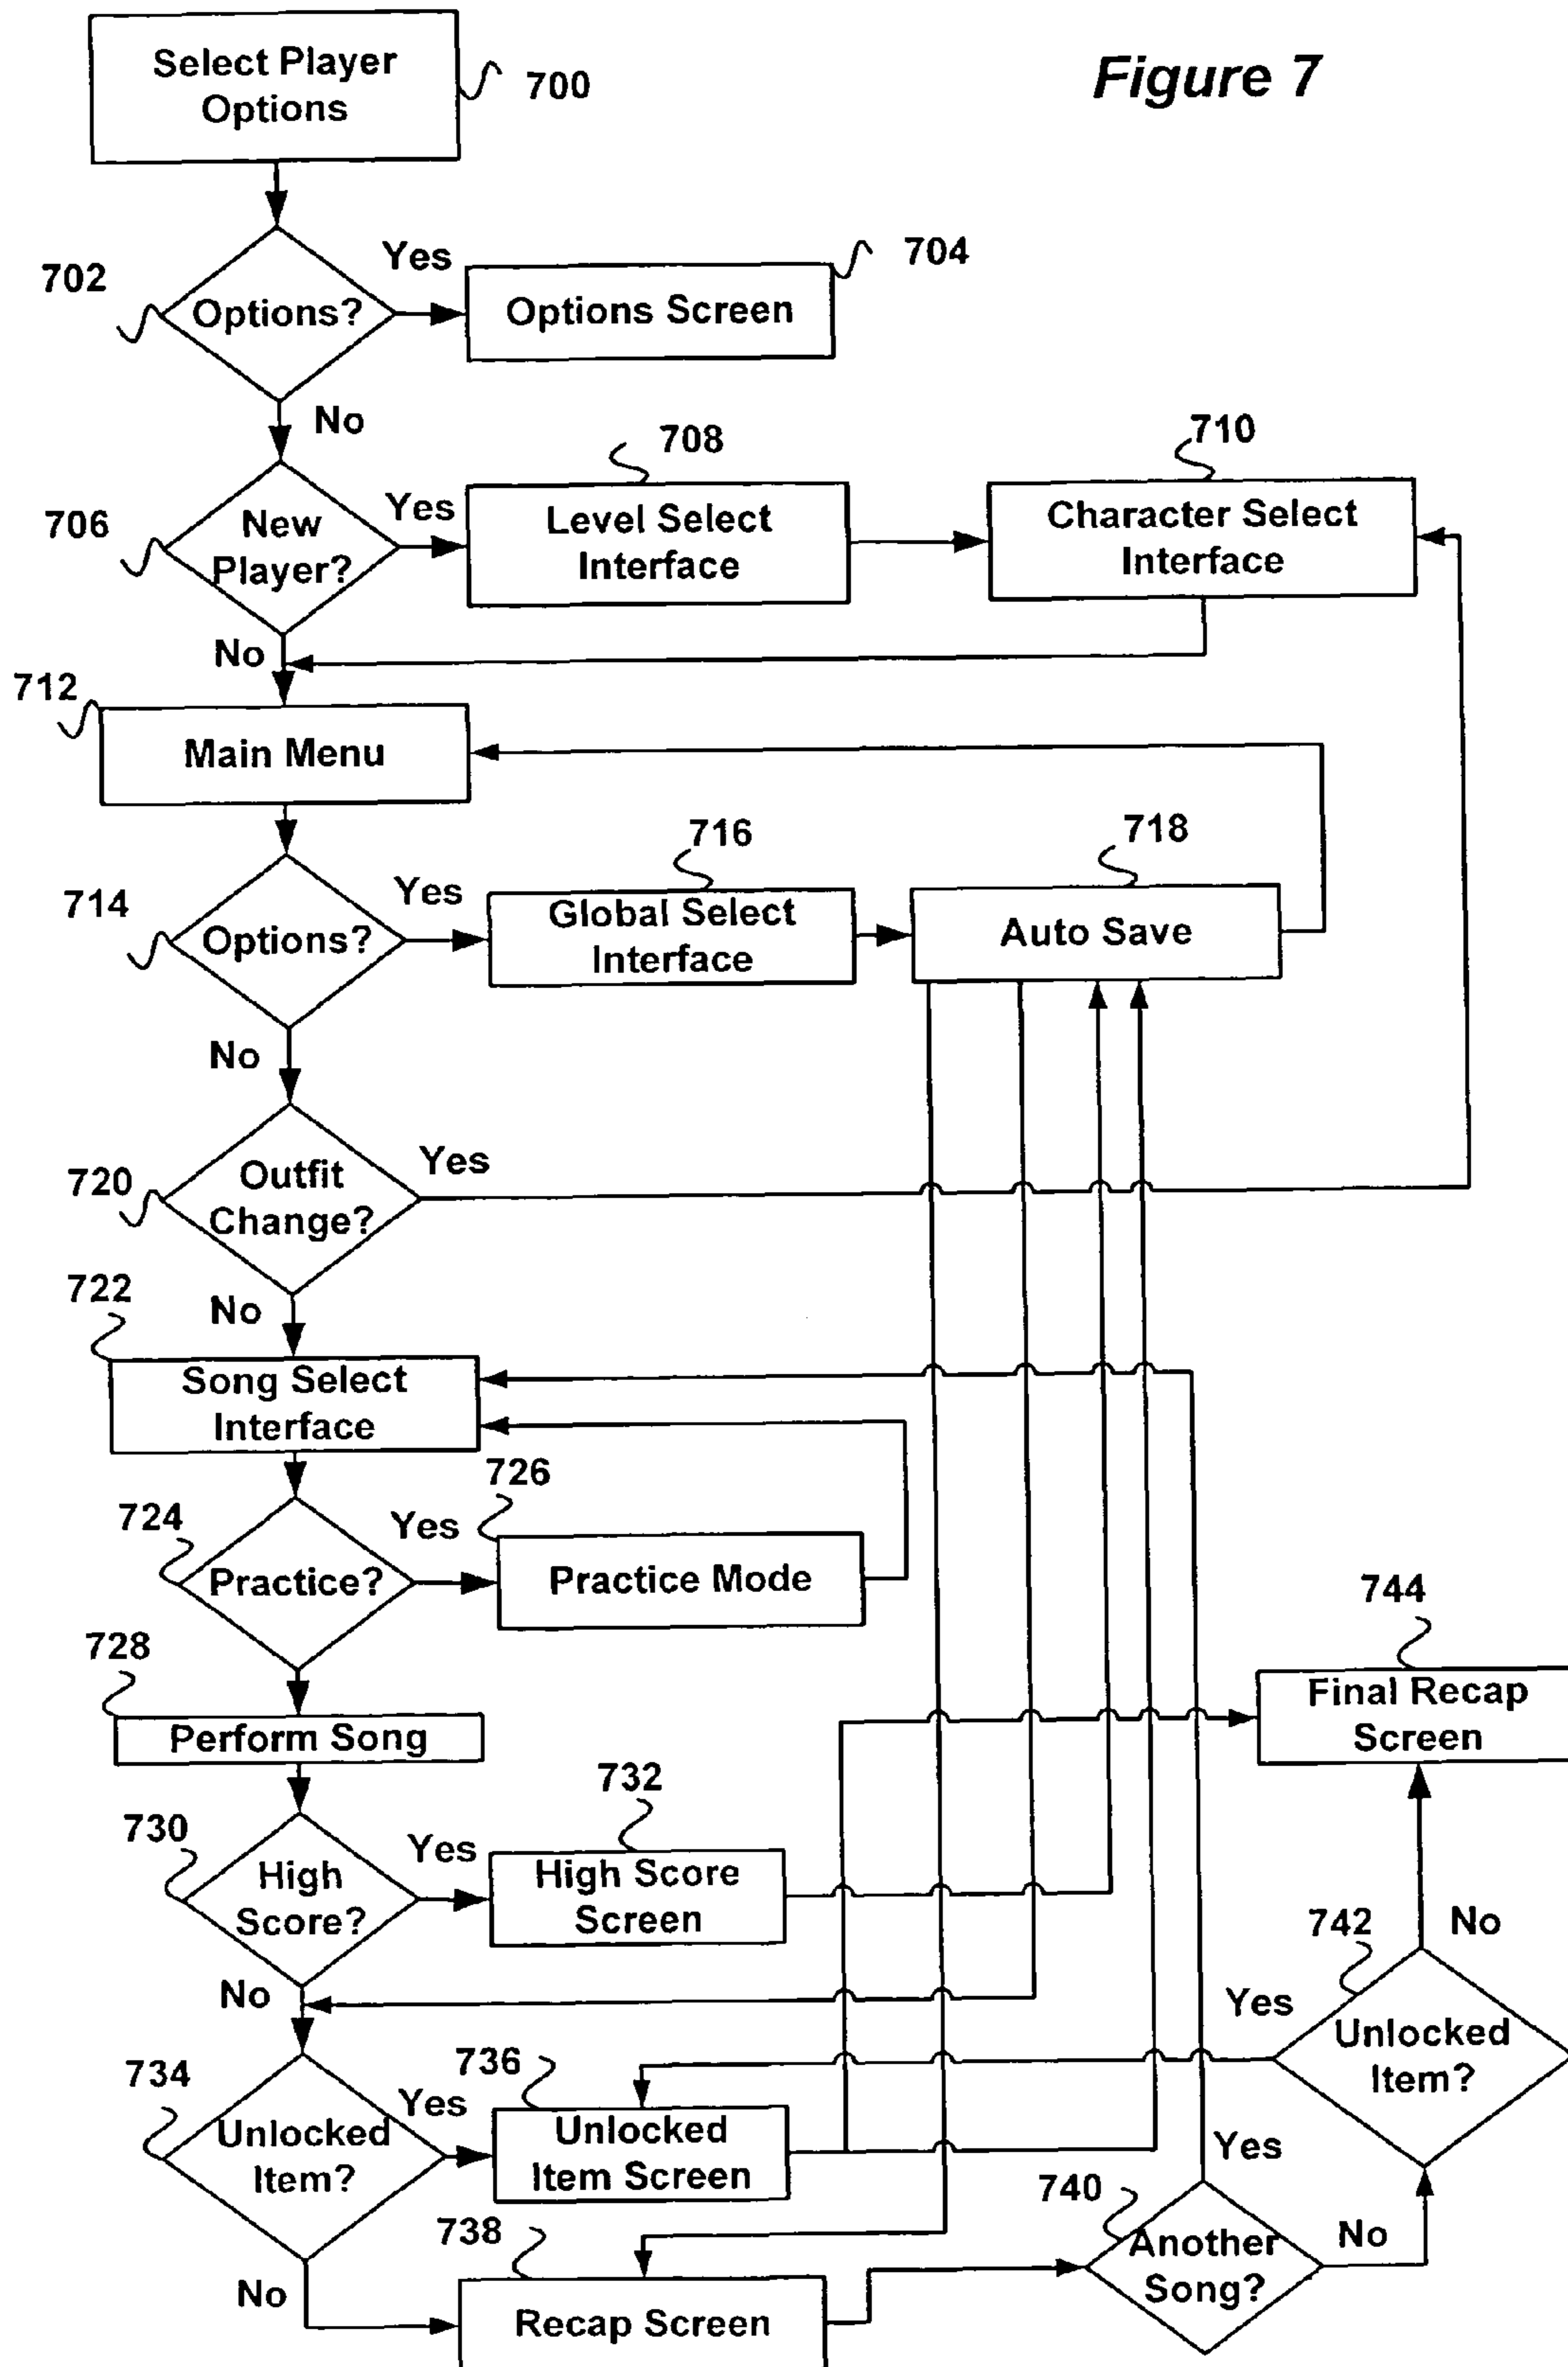 Figure 7
Select Player
Options
700
702
Options?
Yes
Options Screen
704
No
706
New
Player?
Yes
708
Level Select
Interface
710
Character Select
Interface
No
712
Main Menu
714
Options?
Yes
716
Global Select
Interface
718
Auto Save
No
720
Outfit
Change?
Yes
No
722
Song Select
Interface
724
Practice?
Yes
726
Practice Mode
728
Perform Song
730
High
Score?
Yes
732
High Score
Screen
No
734
Unlocked
Item?
Yes
736
Unlocked
Item Screen
No
738
Recap Screen
740
Another
Song?
Yes
No
742
Unlocked
Item?
Yes
No
744
Final Recap
Screen